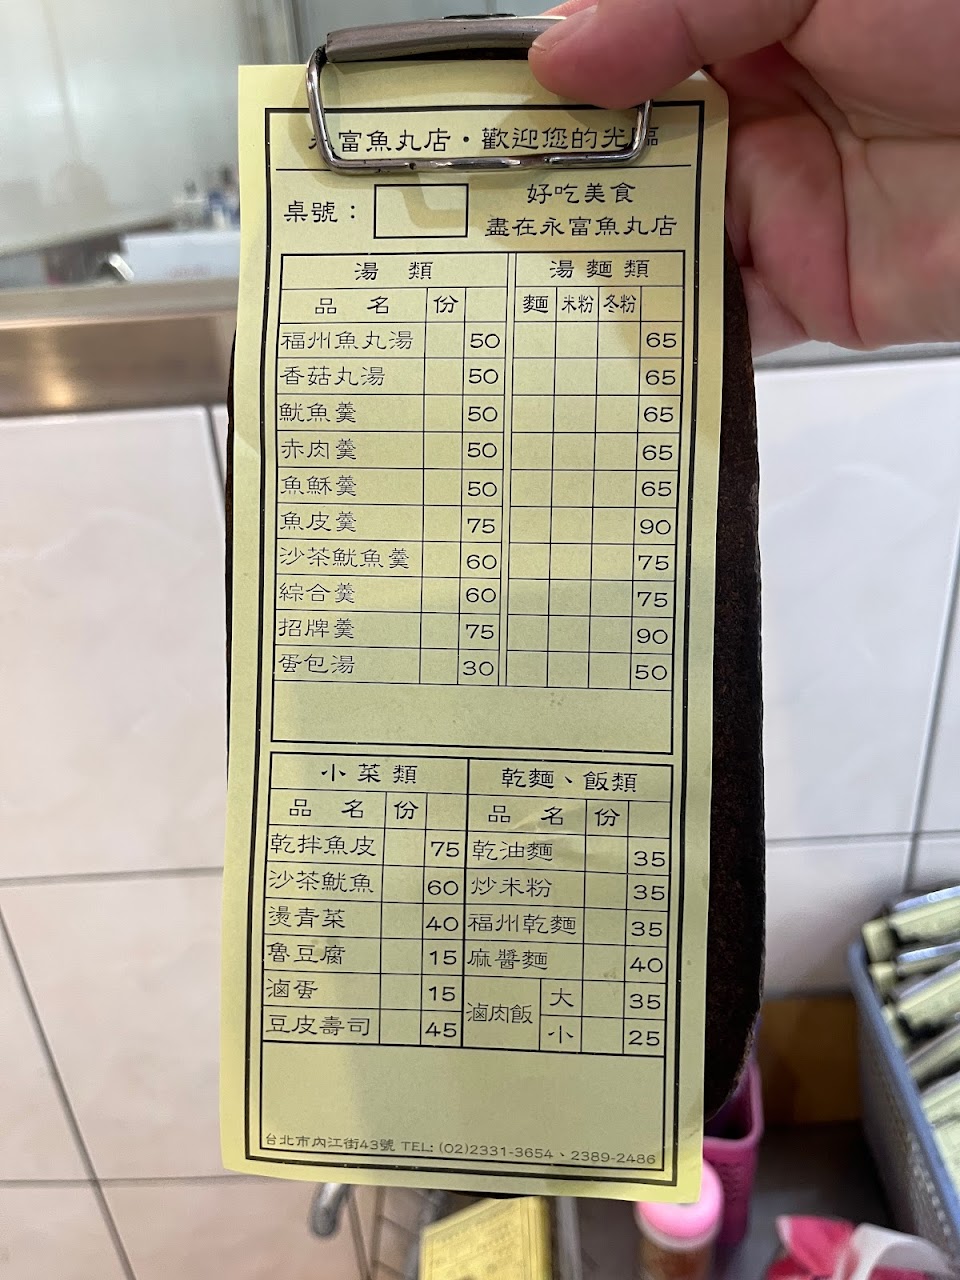 富魚丸店・歡迎您的光臨
桌號：
好吃美食
盡在永富魚丸店
湯 類 湯 麵 類
品 名 份 麵 米粉 冬粉
福州魚丸湯 50 65
香菇丸湯 50 65
魷魚羹 50 65
赤肉羹 50 65
魚酥羹 50 65
魚皮羹 75 90
沙茶魷魚羹 60 75
綜合羹 60 75
招牌羹 75 90
蛋包湯 30 50
小菜類 乾麵、飯類
品 名 份 品 名 份
乾拌魚皮 75 乾油麵 35
沙茶魷魚 60 炒米粉 35
燙青菜 40 福州乾麵 35
魯豆腐 15 麻醬麵 40
滷蛋 15 滷肉飯 大 35
豆皮壽司 45 小 25
台北市內江街43號 TEL: (02)2331-3654、2389-2486